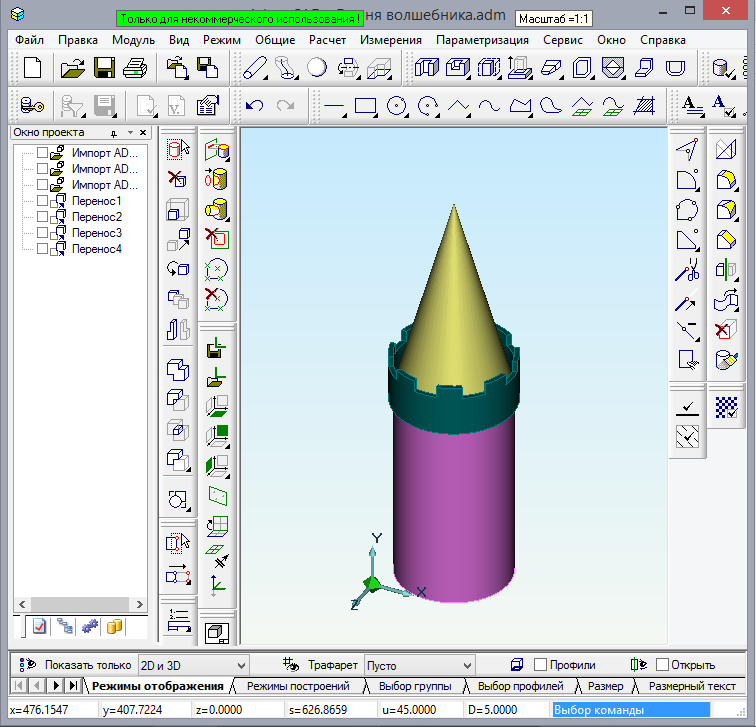 Только для некоммерческого использования ! ня волшебника.adm Масштаб =1:1
Файл Правка Модуль Вид Режим Общие Расчет Измерения Параметризация Сервис Окно Справка
Окно проекта
Импорт AD...
Импорт AD...
Импорт AD...
Перенос1
Перенос2
Перенос3
Перенос4
Y
X
Z
Показать только 2D и 3D Трафарет Пусто Профили Открыть
Режимы отображения Режимы построений Выбор группы Выбор профилей Размер Размерный текст
x=476.1547 y=407.7224 z=0.0000 s=626.8659 u=45.0000 D=5.0000 Выбор команды